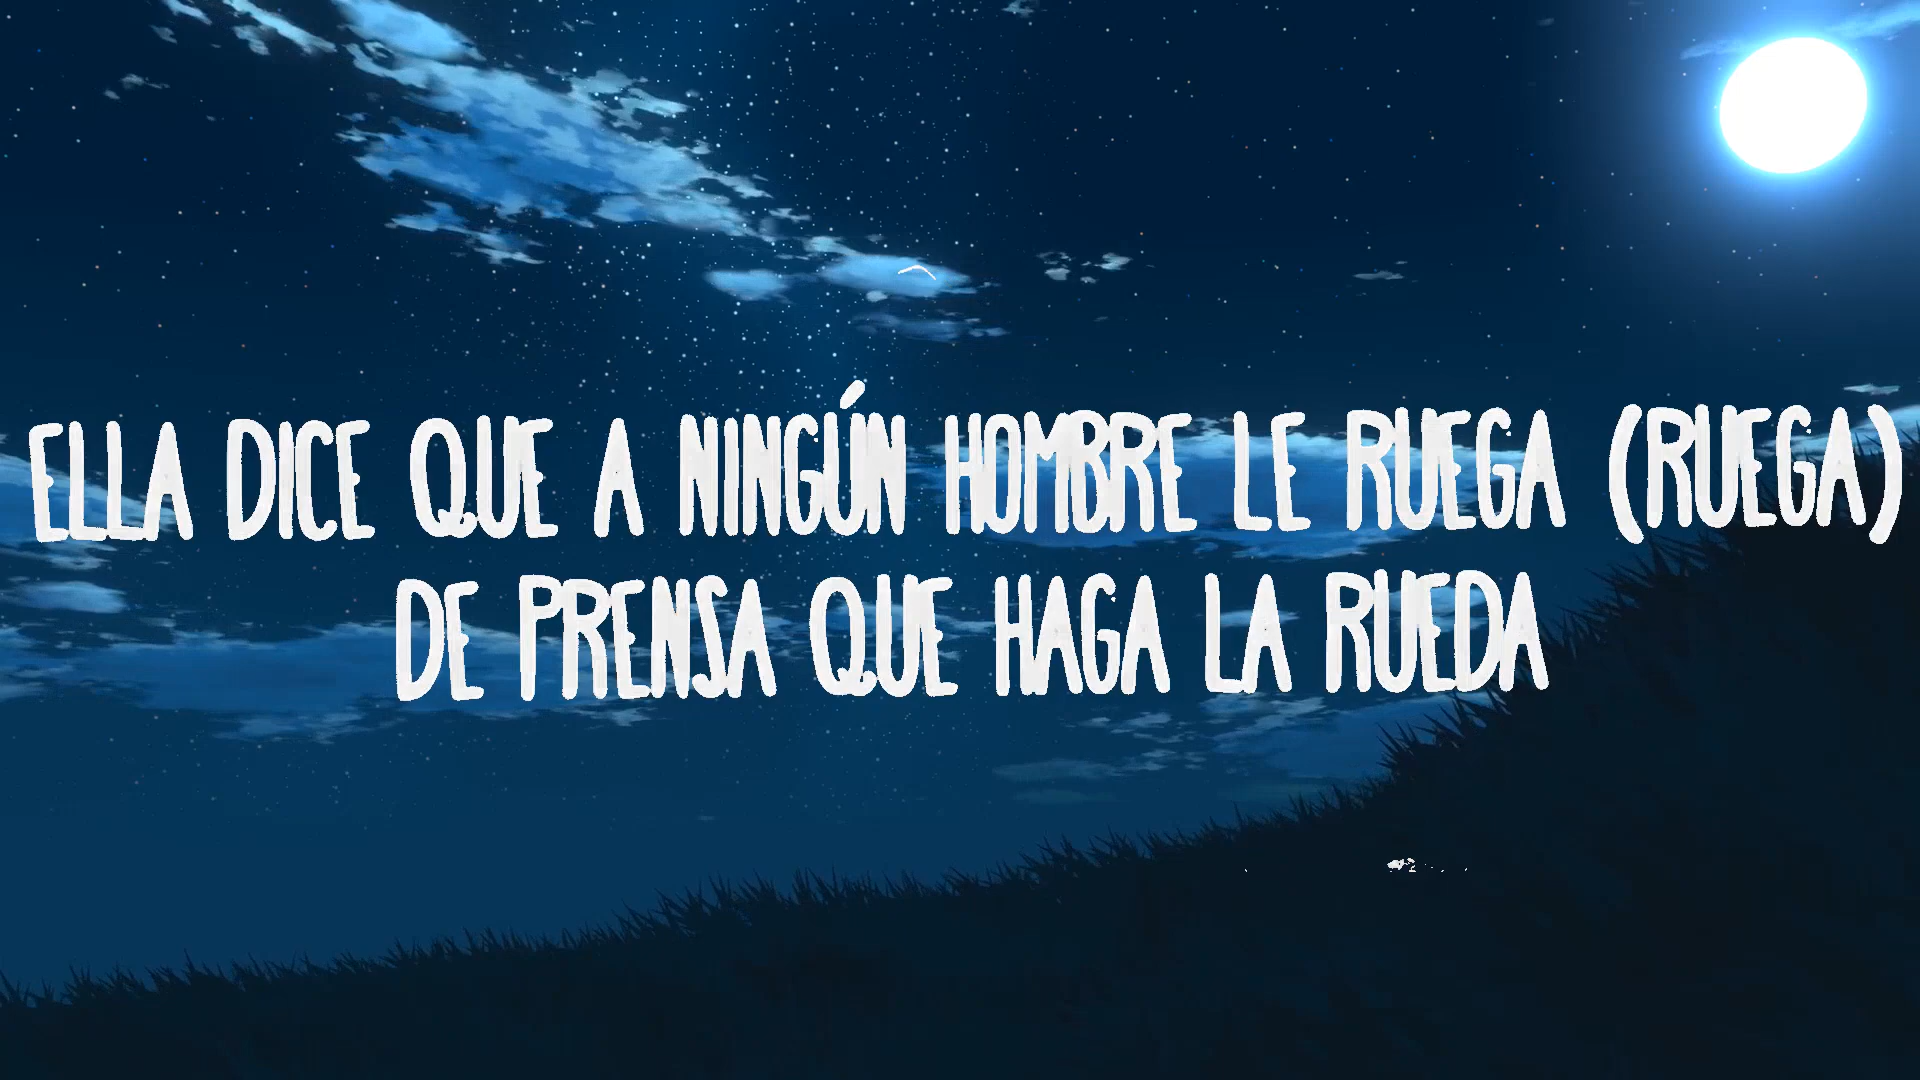 ELLA DICE QUE A NINGÚN HOMBRE LE RUEGA (RUEGA)
DE PRENSA QUE HAGA LA RUEDA